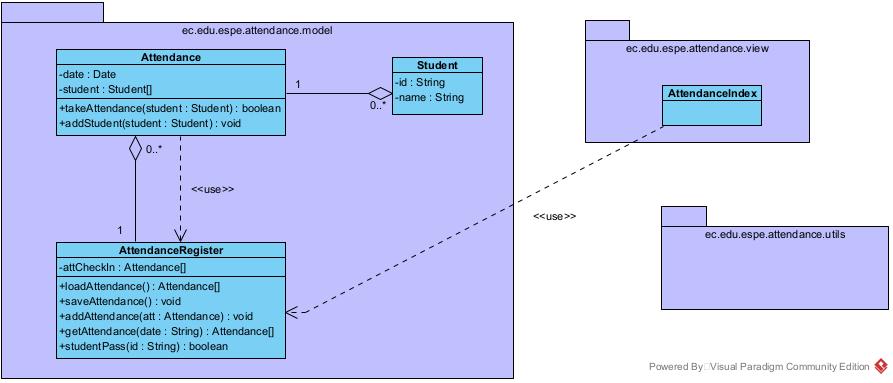 ec.edu.espe.attendance.model
Attendance
-date : Date
-student : Student[]
+takeAttendance(student : Student) : boolean
+addStudent(student : Student) : void
1
0..*
Student
-id : String
-name : String
0..*
<<use>>
1
AttendanceRegister
-attCheckIn : Attendance[]
+loadAttendance() : Attendance[]
+saveAttendance() : void
+addAttendance(att : Attendance) : void
+getAttendance(date : String) : Attendance[]
+studentPass(id : String) : boolean
ec.edu.espe.attendance.view
AttendanceIndex
<<use>>
ec.edu.espe.attendance.utils
Powered By Visual Paradigm Community Edition